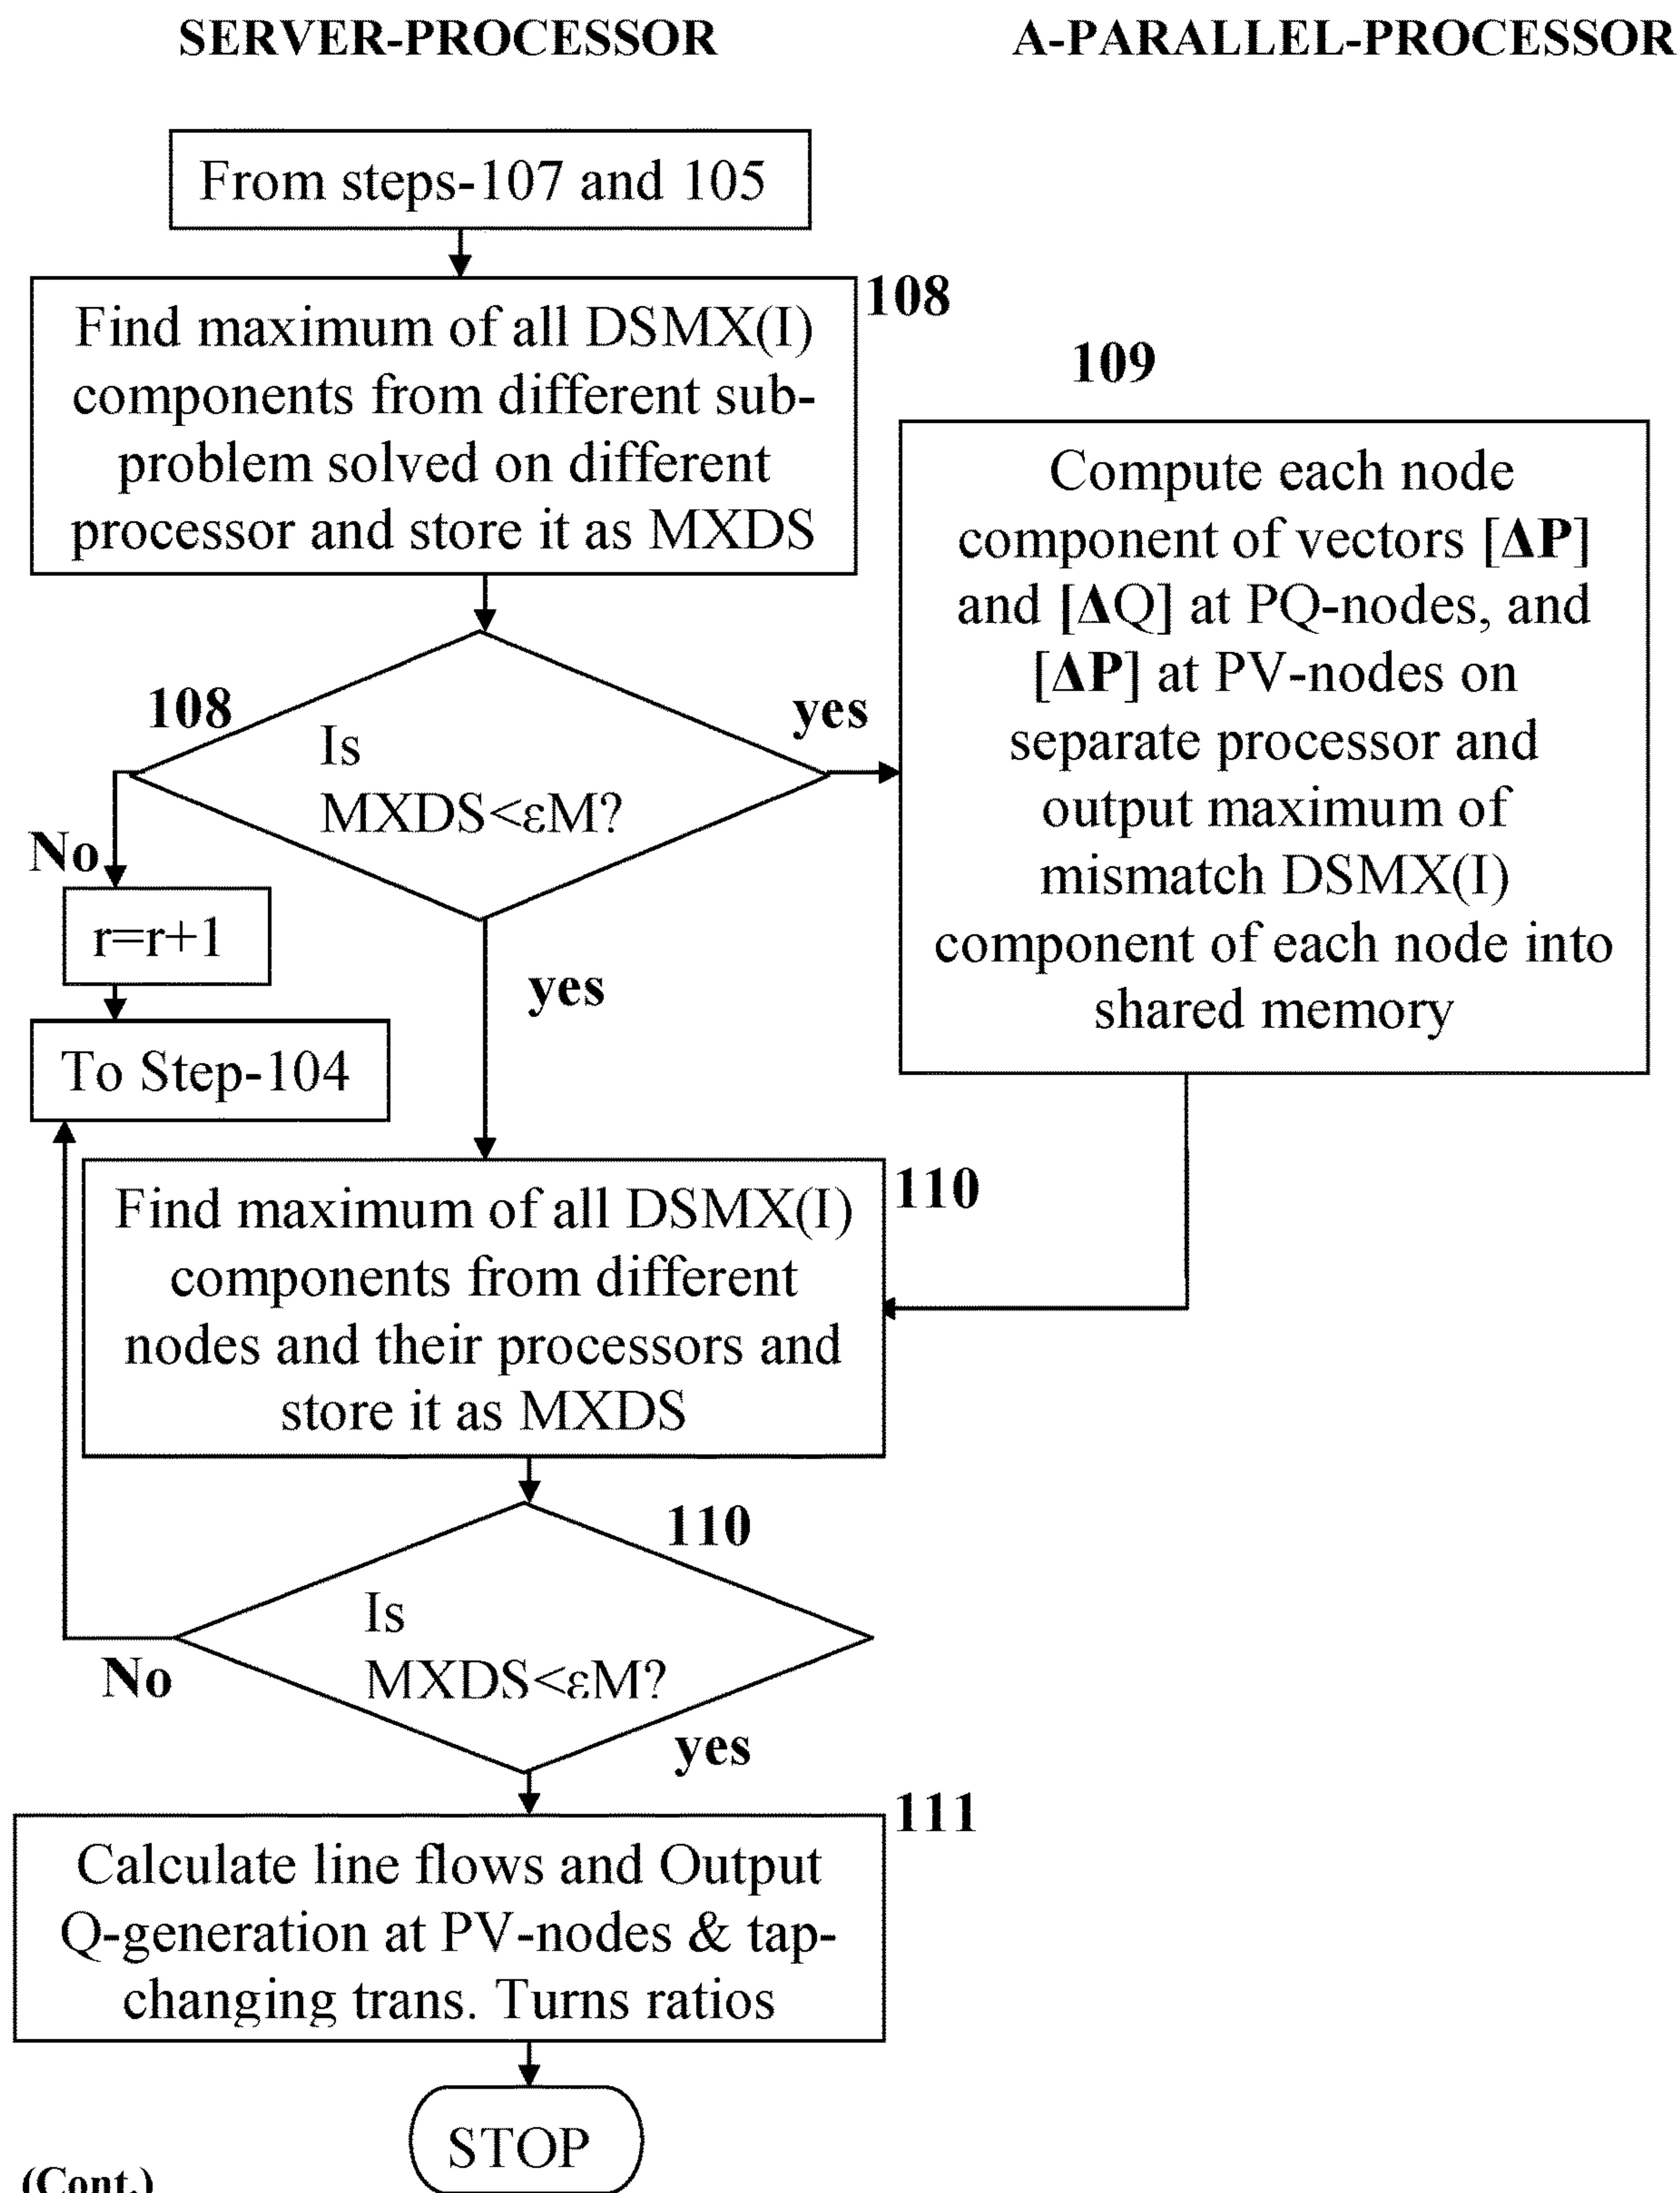 SERVER-PROCESSOR
A-PARALLEL-PROCESSOR
From steps-107 and 105
108
Find maximum of all DSMX(I)
components from different sub-
problem solved on different
processor and store it as MXDS
109
Compute each node
component of vectors [ΔP]
and [ΔQ] at PQ-nodes, and
[ΔP] at PV-nodes on
separate processor and
output maximum of
mismatch DSMX(I)
component of each node into
shared memory
108
yes
Is
MXDS<εM?
No
r=r+1
yes
To Step-104
110
Find maximum of all DSMX(I)
components from different
nodes and their processors and
store it as MXDS
110
Is
MXDS<εM?
No
yes
111
Calculate line flows and Output
Q-generation at PV-nodes & tap-
changing trans. Turns ratios
STOP
(Cont.)